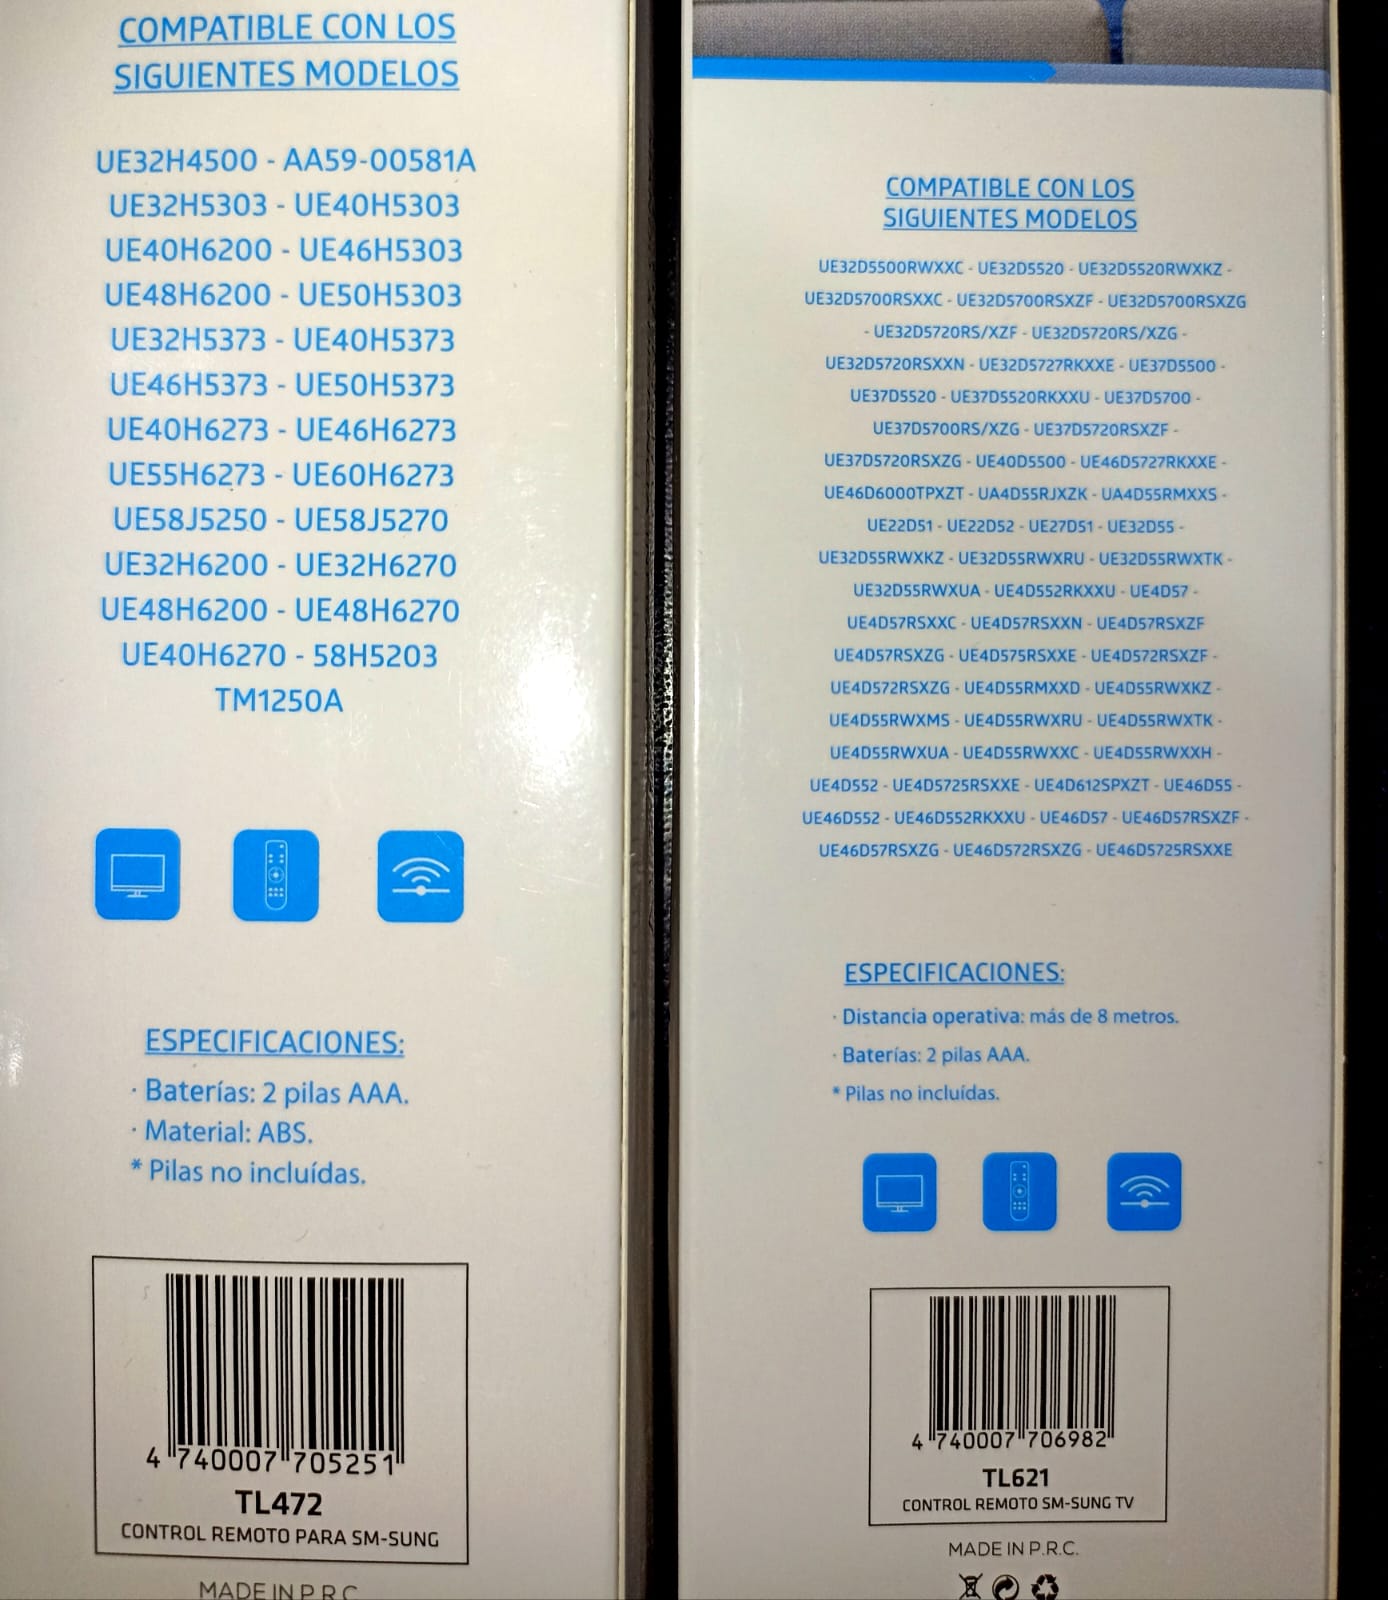 COMPATIBLE CON LOS
SIGUIENTES MODELOS
UE32H4500 - AA59-00581A
UE32H5303 - UE40H5303
UE40H6200 - UE46H5303
UE48H6200 - UE50H5303
UE32H5373 - UE40H5373
UE46H5373 - UE50H5373
UE40H6273 - UE46H6273
UE55H6273 - UE60H6273
UE58J5250 - UE58J5270
UE32H6200 - UE32H6270
UE48H6200 - UE48H6270
UE40H6270 - 58H5203
TM1250A
ESPECIFICACIONES:
· Baterías: 2 pilas AAA.
· Material: ABS.
* Pilas no incluídas.
4 740007 705251
TL472
CONTROL REMOTO PARA SM-SUNG
MADE IN P.R.C.
COMPATIBLE CON LOS
SIGUIENTES MODELOS
UE32D5500RWXXC - UE32D5520 - UE32D5520RWXKZ -
UE32D5700RSXXC - UE32D5700RSXZF - UE32D5700RSXZG
- UE32D5720RS/XZF - UE32D5720RS/XZG -
UE32D5720RSXXN - UE32D5727RKXXE - UE37D5500 -
UE37D5520 - UE37D5520RKXXU - UE37D5700 -
UE37D5700RS/XZG - UE37D5720RSXZF -
UE37D5720RSXZG - UE40D5500 - UE46D5727RKXXE -
UE46D6000TPXZT - UA4D55RJXZK - UA4D55RMXXS -
UE22D51 - UE22D52 - UE27D51 - UE32D55 -
UE32D55RWXKZ - UE32D55RWXRU - UE32D55RWXTK -
UE32D55RWXUA - UE4D552RKXXU - UE4D57 -
UE4D57RSXXC - UE4D57RSXXN - UE4D57RSXZF
UE4D57RSXZG - UE4D575RSXXE - UE4D572RSXZF -
UE4D572RSXZG - UE4D55RMXXD - UE4D55RWXKZ -
UE4D55RWXMS - UE4D55RWXRU - UE4D55RWXTK -
UE4D55RWXUA - UE4D55RWXXC - UE4D55RWXXH -
UE4D552 - UE4D5725RSXXE - UE4D612SPXZT - UE46D55 -
UE46D552 - UE46D552RKXXU - UE46D57 - UE46D57RSXZF -
UE46D57RSXZG - UE46D572RSXZG - UE46D5725RSXXE
ESPECIFICACIONES:
· Distancia operativa: más de 8 metros.
· Baterías: 2 pilas AAA.
* Pilas no incluídas.
4 740007 706982
TL621
CONTROL REMOTO SM-SUNG TV
MADE IN P.R.C.